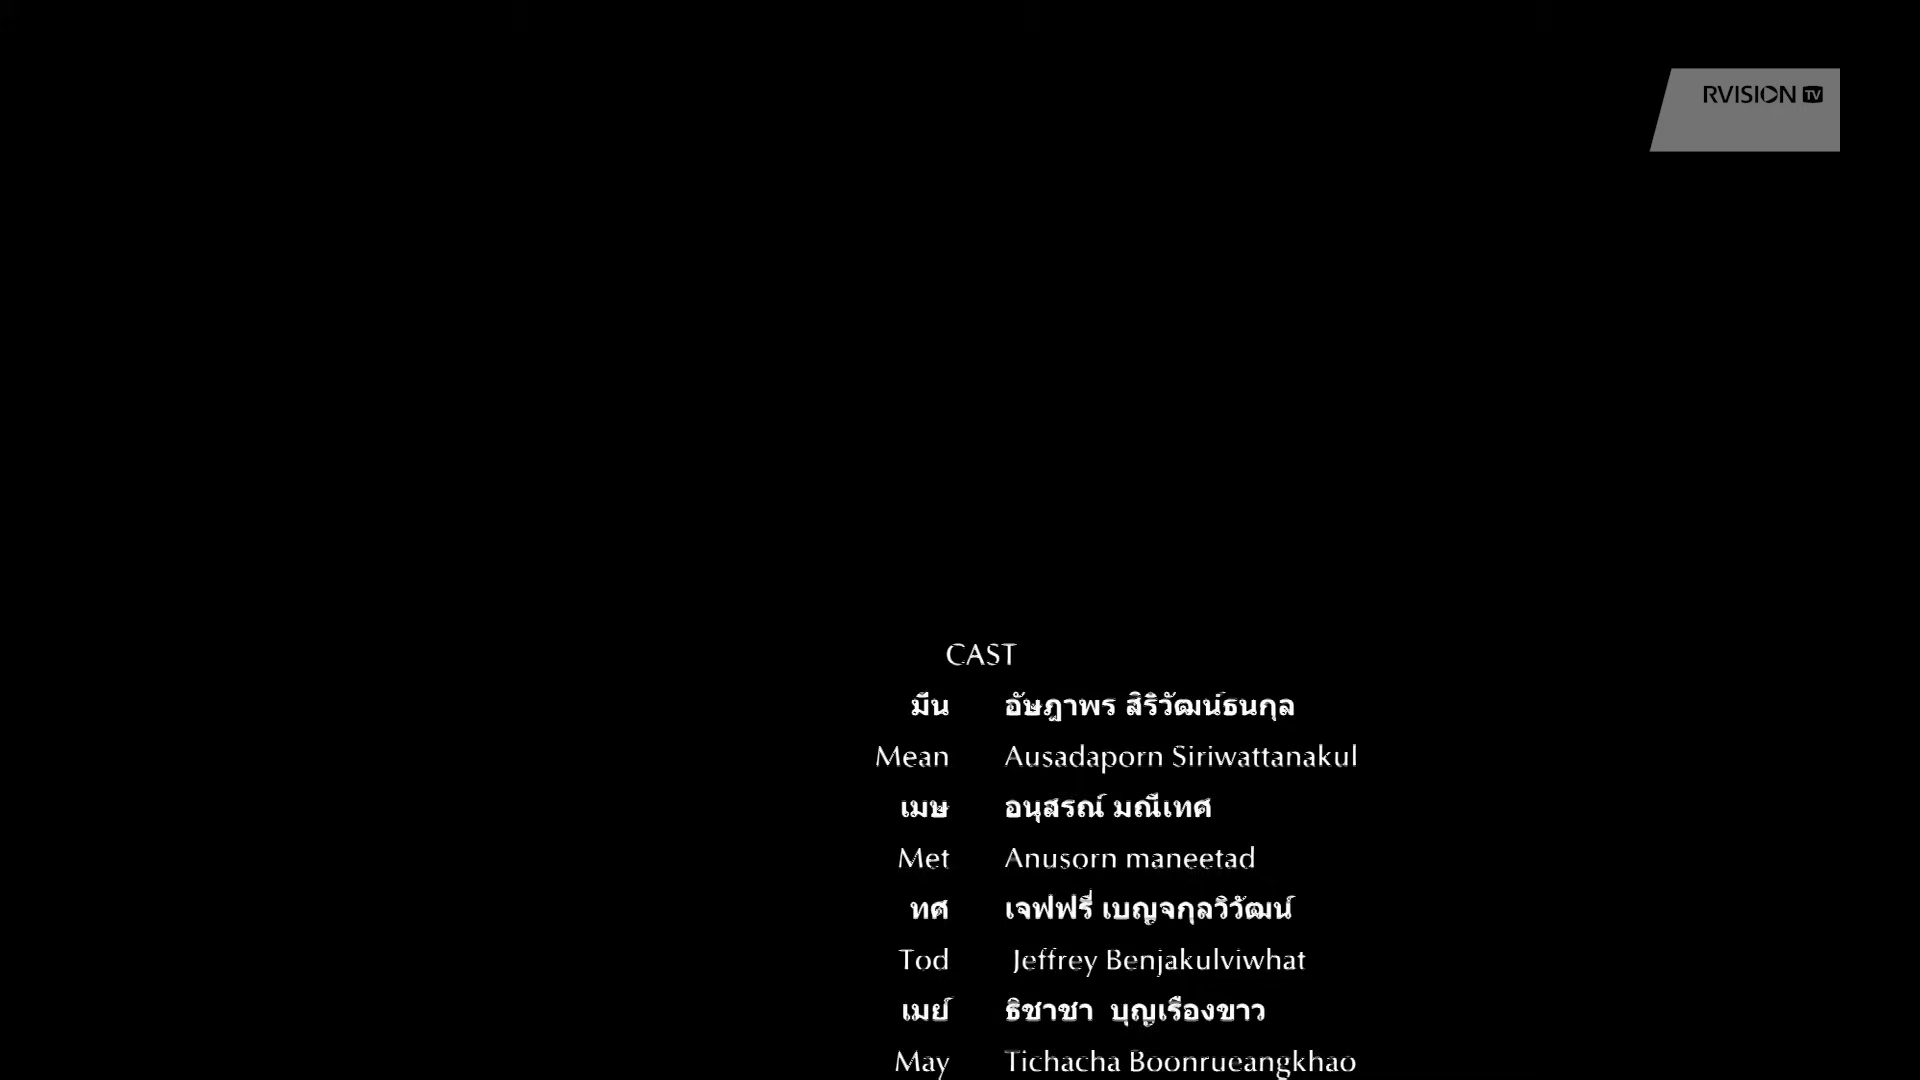 RVISION TV
CAST
มีน อัษฎาพร สิริวัฒน์ธนกุล
Mean Ausadaporn Siriwattanakul
เมษ อนุสรณ์ มณีเทศ
Met Anusorn maneetad
ทศ เจฟฟรี่ เบญจกุลวิวัฒน์
Tod Jeffrey Benjakulviwhat
เมย์ ธิชาชา บุญเรืองขาว
May Tichacha Boonrueangkhao